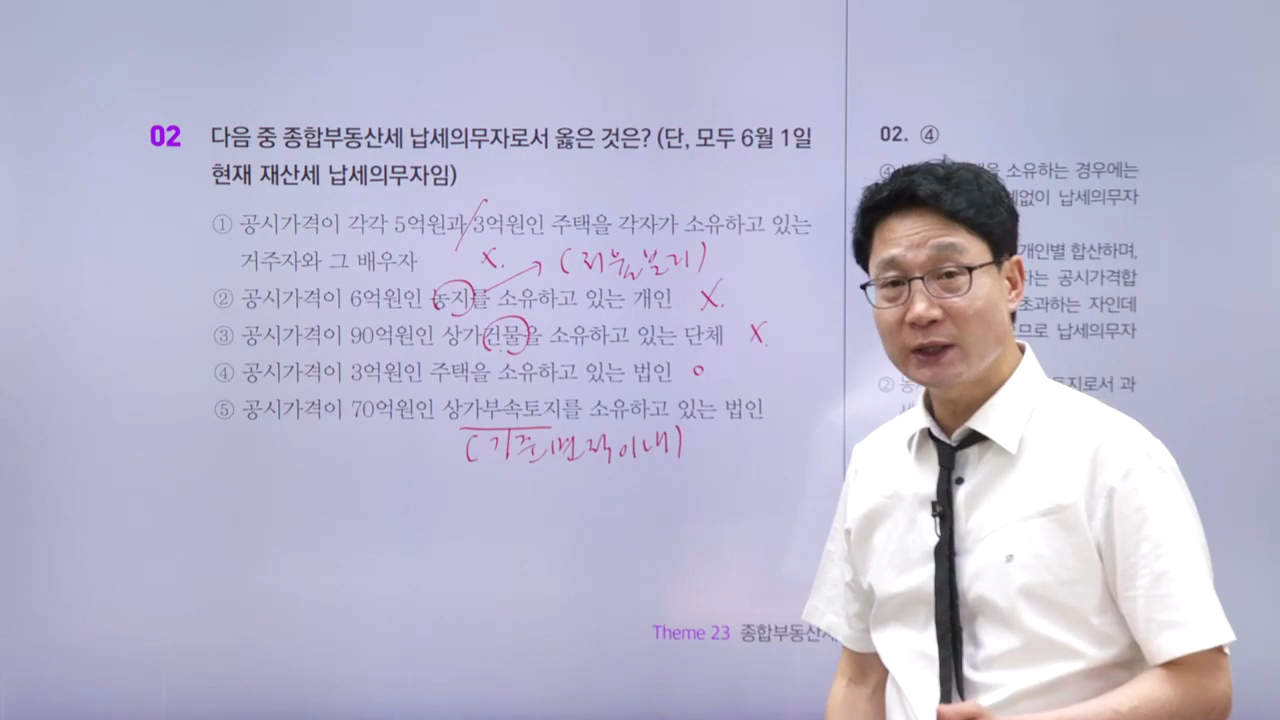 02 다음 중 종합부동산세 납세의무자로서 옳은 것은? (단, 모두 6월 1일
현재 재산세 납세의무자임)
① 공시가격이 각각 5억원과 3억원인 주택을 각자가 소유하고 있는
거주자와 그 배우자 X.
(저율분리)
② 공시가격이 6억원인 농지를 소유하고 있는 개인 X.
③ 공시가격이 90억원인 상가건물을 소유하고 있는 단체 X.
④ 공시가격이 3억원인 주택을 소유하고 있는 법인 o
⑤ 공시가격이 70억원인 상가부속토지를 소유하고 있는 법인
(기준면적이내)
Theme 23 종합부동산세
02. ④
④ 소유하는 경우에는
없이 납세의무자
개인별 합산하며,
는 공시가격합
초과하는 자인데
므로 납세의무자
② 지로서 과